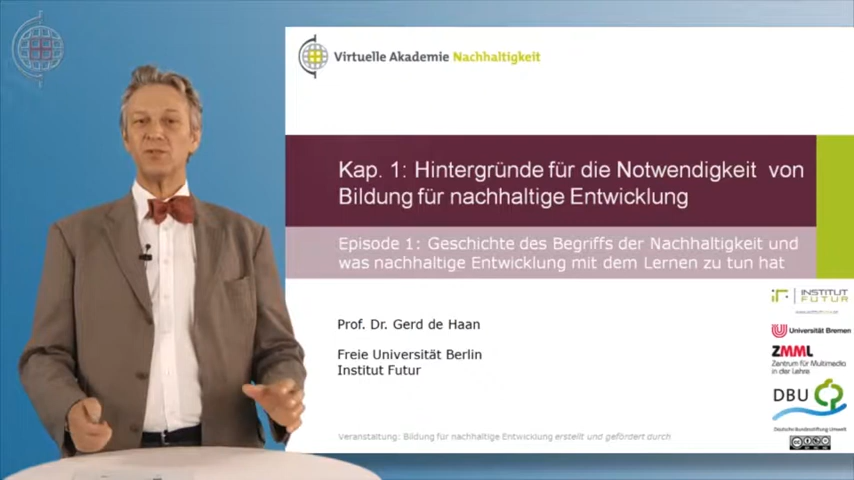 Virtuelle Akademie Nachhaltigkeit
Kap. 1: Hintergründe für die Notwendigkeit von
Bildung für nachhaltige Entwicklung
Episode 1: Geschichte des Begriffs der Nachhaltigkeit und
was nachhaltige Entwicklung mit dem Lernen zu tun hat
Prof. Dr. Gerd de Haan
Freie Universität Berlin
Institut Futur
INSTITUT
FUTUR
Universität Bremen
ZMML
Zentrum für Multimedia
in der Lehre
DBU
Deutsche Bundesstiftung Umwelt
Veranstaltung: Bildung für nachhaltige Entwicklung erstellt und gefördert durch